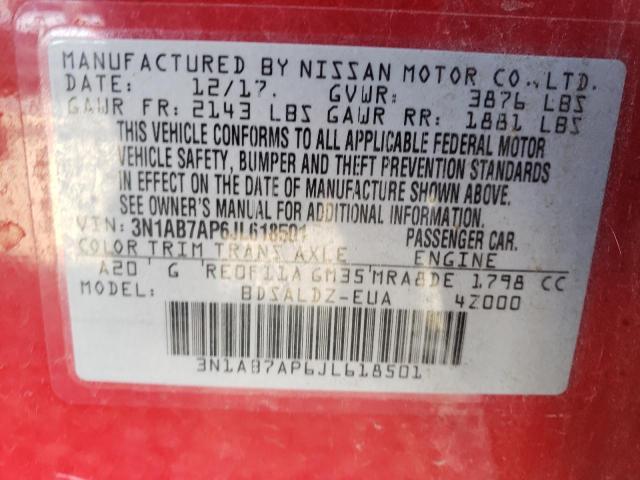 MANUFACTURED BY NISSAN MOTOR CO., LTD.
DATE: 12/17. GVWR: 3876 LBS
GAWR FR: 2143 LBS GAWR RR: 1881 LBS
THIS VEHICLE CONFORMS TO ALL APPLICABLE FEDERAL MOTOR
VEHICLE SAFETY, BUMPER AND THEFT PREVENTION STANDARDS
IN EFFECT ON THE DATE OF MANUFACTURE SHOWN ABOVE.
SEE OWNER'S MANUAL FOR ADDITIONAL INFORMATION
VIN: 3N1AB7AP6JL618501 PASSENGER CAR.
COLOR TRIM TRANS AXLE ENGINE
A20 G RE0F11A GM35 MRA8DE 1798 CC
MODEL: BDSALDZ-EUA 4Z000
3N1AB7AP6JL618501